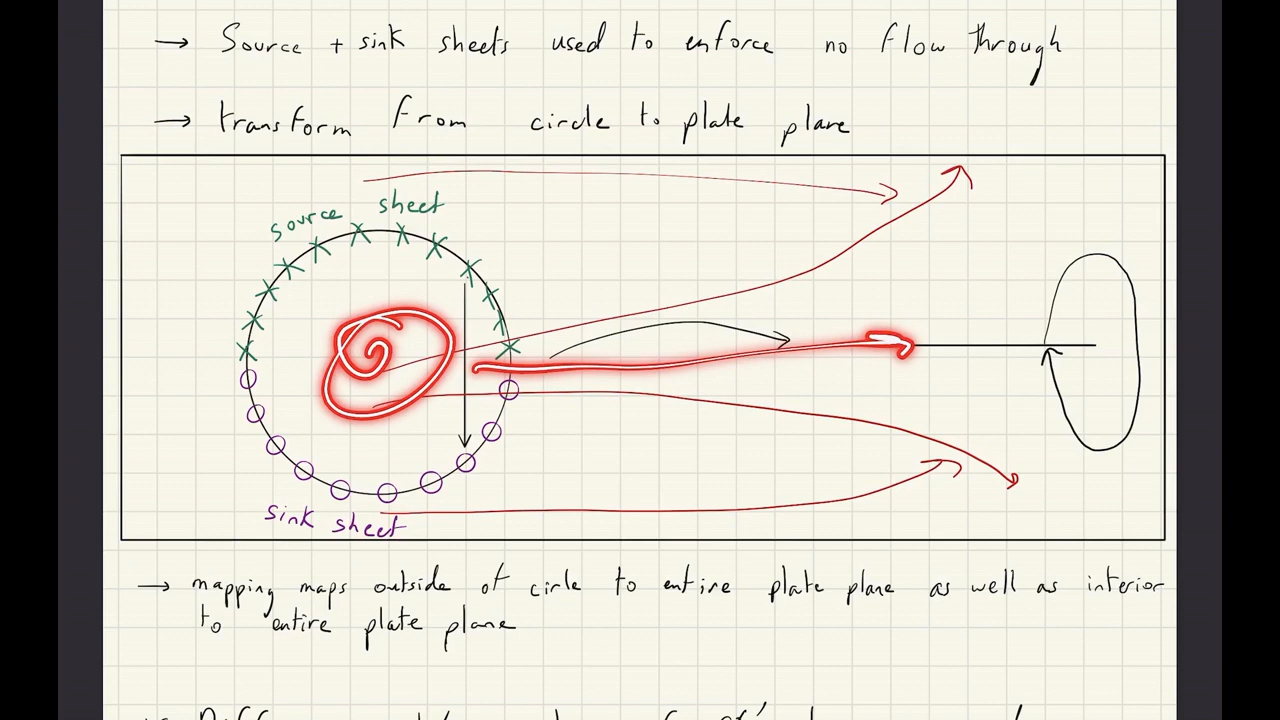 → Source + sink sheets used to enforce no flow through
→ transform from circle to plate plane
source sheet
sink sheet
→ mapping maps outside of cirle to entire plate plane as well as interior
to entire plate plane